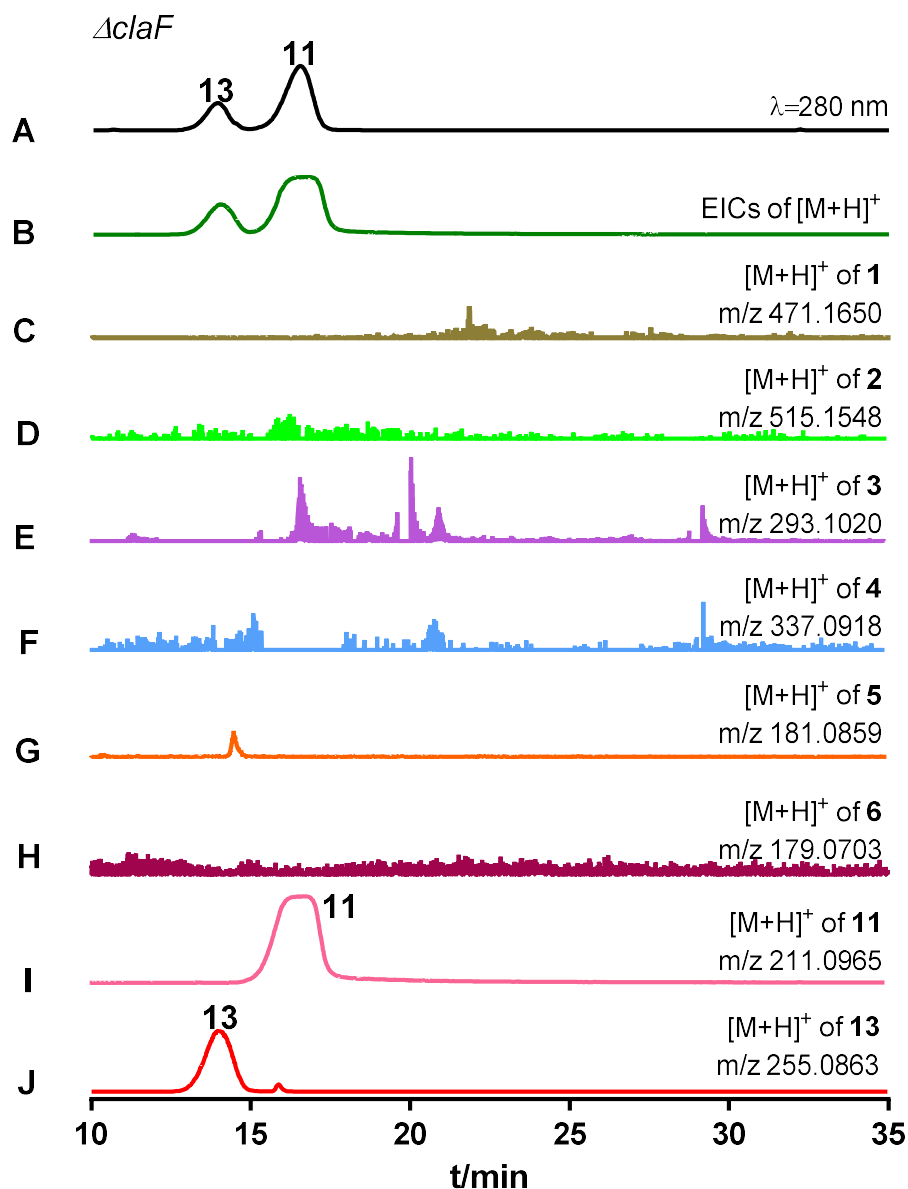 ΔclaF
13
11
λ=280 nm
A
EICs of [M+H]+
B
[M+H]+ of 1
m/z 471.1650
C
[M+H]+ of 2
m/z 515.1548
D
[M+H]+ of 3
m/z 293.1020
E
[M+H]+ of 4
m/z 337.0918
F
[M+H]+ of 5
m/z 181.0859
G
[M+H]+ of 6
m/z 179.0703
H
11
[M+H]+ of 11
m/z 211.0965
I
13
[M+H]+ of 13
m/z 255.0863
J
10 15 20 25 30 35
t/min